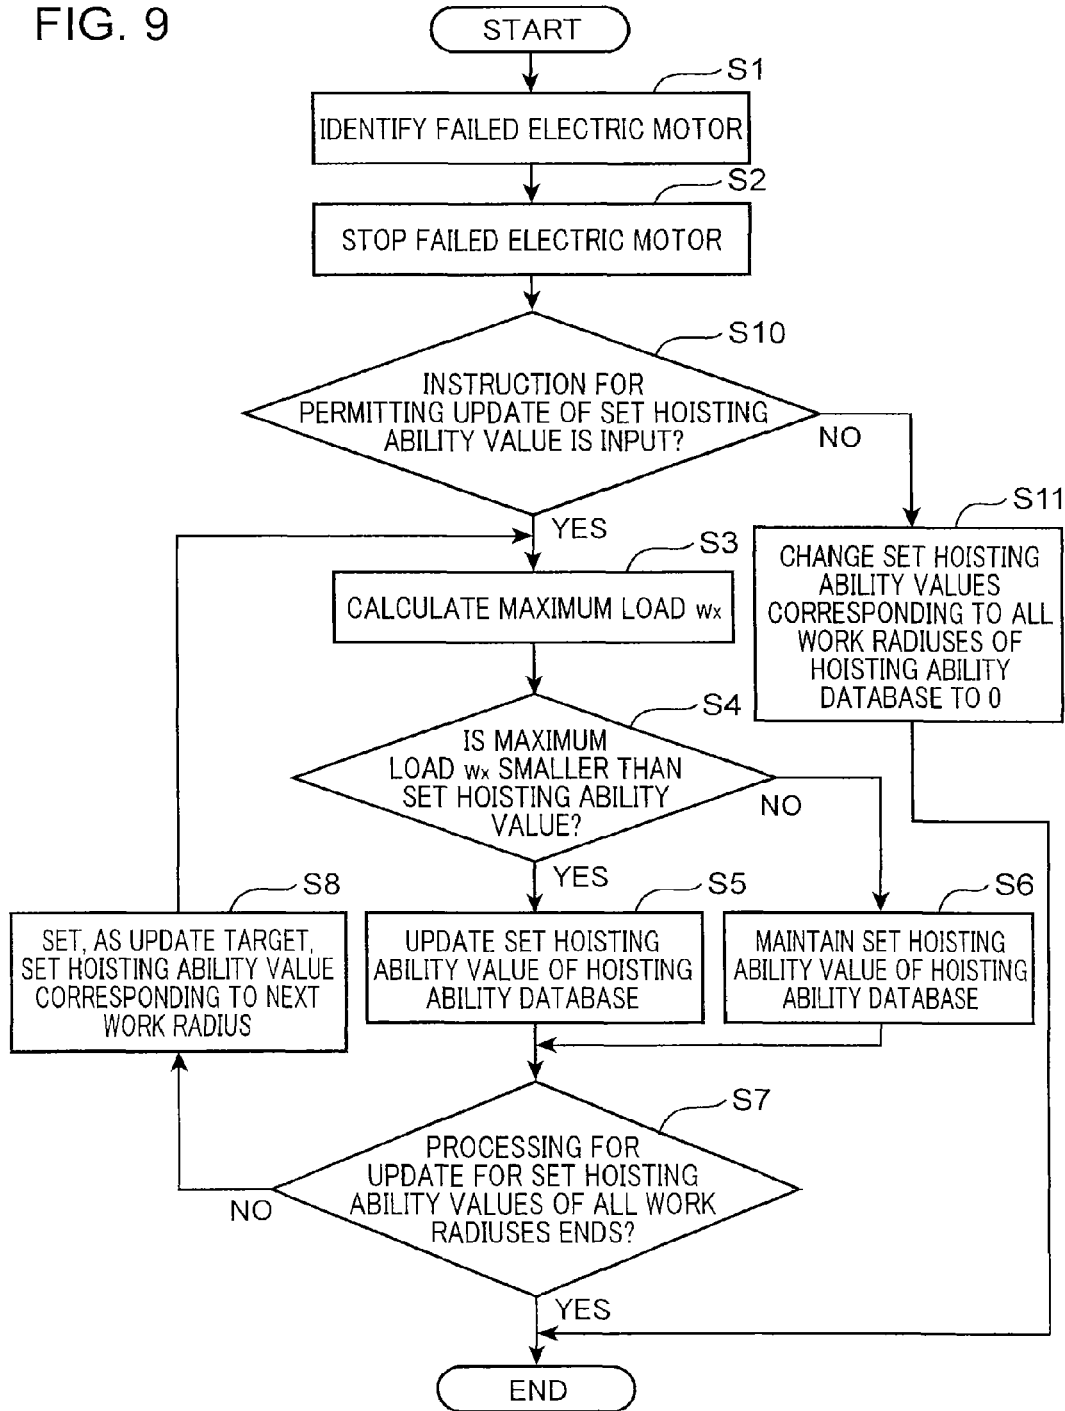 FIG. 9
START
S1
IDENTIFY FAILED ELECTRIC MOTOR
S2
STOP FAILED ELECTRIC MOTOR
S10
INSTRUCTION FOR
PERMITTING UPDATE OF SET HOISTING
ABILITY VALUE IS INPUT?
NO
YES
S11
CHANGE SET HOISTING
ABILITY VALUES
CORRESPONDING TO ALL
WORK RADIUSES OF
HOISTING ABILITY
DATABASE TO 0
S3
CALCULATE MAXIMUM LOAD wx
S4
IS MAXIMUM
LOAD wx SMALLER THAN
SET HOISTING ABILITY
VALUE?
NO
YES
S8
SET, AS UPDATE TARGET,
SET HOISTING ABILITY VALUE
CORRESPONDING TO NEXT
WORK RADIUS
S5
UPDATE SET HOISTING
ABILITY VALUE OF HOISTING
ABILITY DATABASE
S6
MAINTAIN SET HOISTING
ABILITY VALUE OF HOISTING
ABILITY DATABASE
S7
PROCESSING FOR
UPDATE FOR SET HOISTING
ABILITY VALUES OF ALL WORK
RADIUSES ENDS?
NO
YES
END